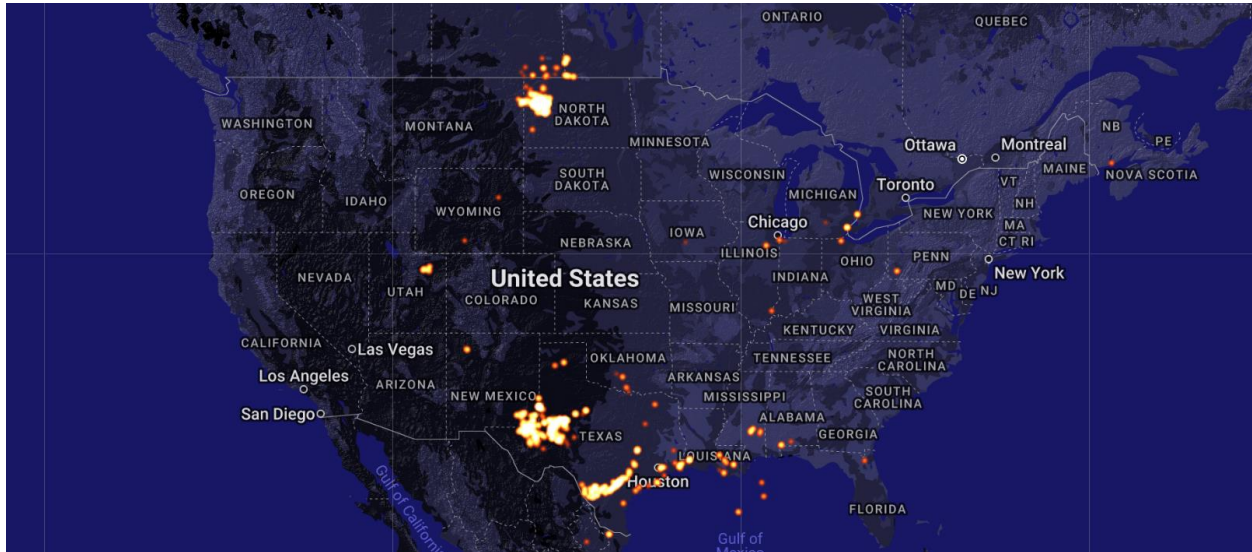 ONTARIO
QUEBEC
WASHINGTON
MONTANA
NORTH
DAKOTA
MINNESOTA
Ottawa
Montreal
NB
PE
MAINE
NOVA SCOTIA
OREGON
IDAHO
WYOMING
SOUTH
DAKOTA
WISCONSIN
MICHIGAN
Toronto
VT
NH
NEW YORK
MA
CT RI
Chicago
IOWA
NEBRASKA
ILLINOIS
INDIANA
OHIO
PENN
New York
NEVADA
UTAH
United States
COLORADO
KANSAS
MISSOURI
WEST
VIRGINIA
MD
DE
NJ
KENTUCKY
VIRGINIA
CALIFORNIA
Las Vegas
OKLAHOMA
TENNESSEE
NORTH
CAROLINA
Los Angeles
ARIZONA
NEW MEXICO
ARKANSAS
MISSISSIPPI
SOUTH
CAROLINA
San Diego
TEXAS
ALABAMA
GEORGIA
LOUISIANA
Houston
FLORIDA
Gulf of California
Gulf of
Mexico